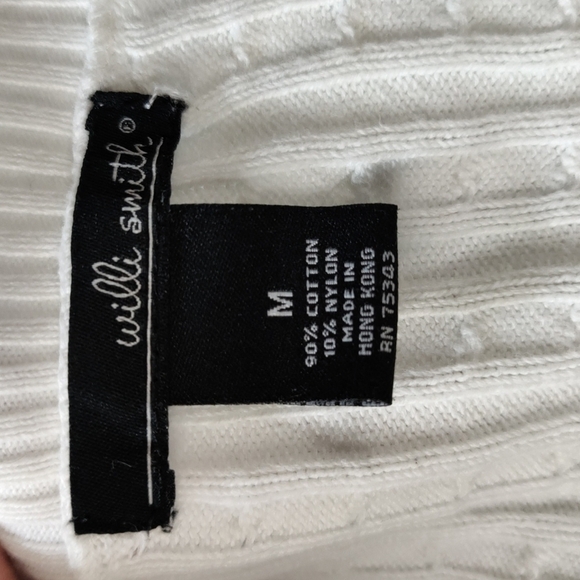 willi smith®
M
90% COTTON
10% NYLON
MADE IN
HONG KONG
RN 75343